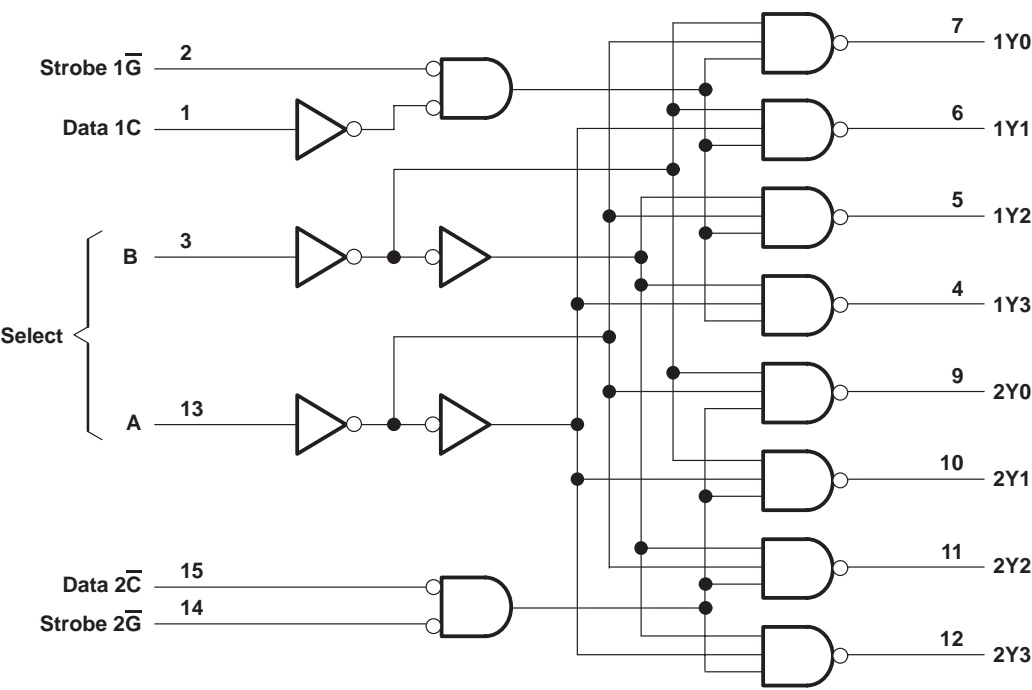 Strobe 1G̅ 2
Data 1C 1
B 3
Select
A 13
Data 2C̅ 15
Strobe 2G̅ 14
7 1Y0
6 1Y1
5 1Y2
4 1Y3
9 2Y0
10 2Y1
11 2Y2
12 2Y3